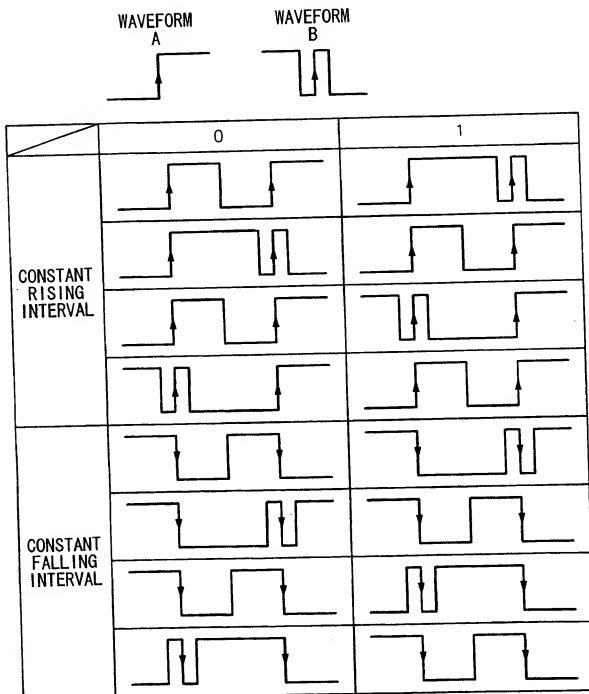 WAVEFORM
A
WAVEFORM
B
0
1
CONSTANT
RISING
INTERVAL
CONSTANT
FALLING
INTERVAL